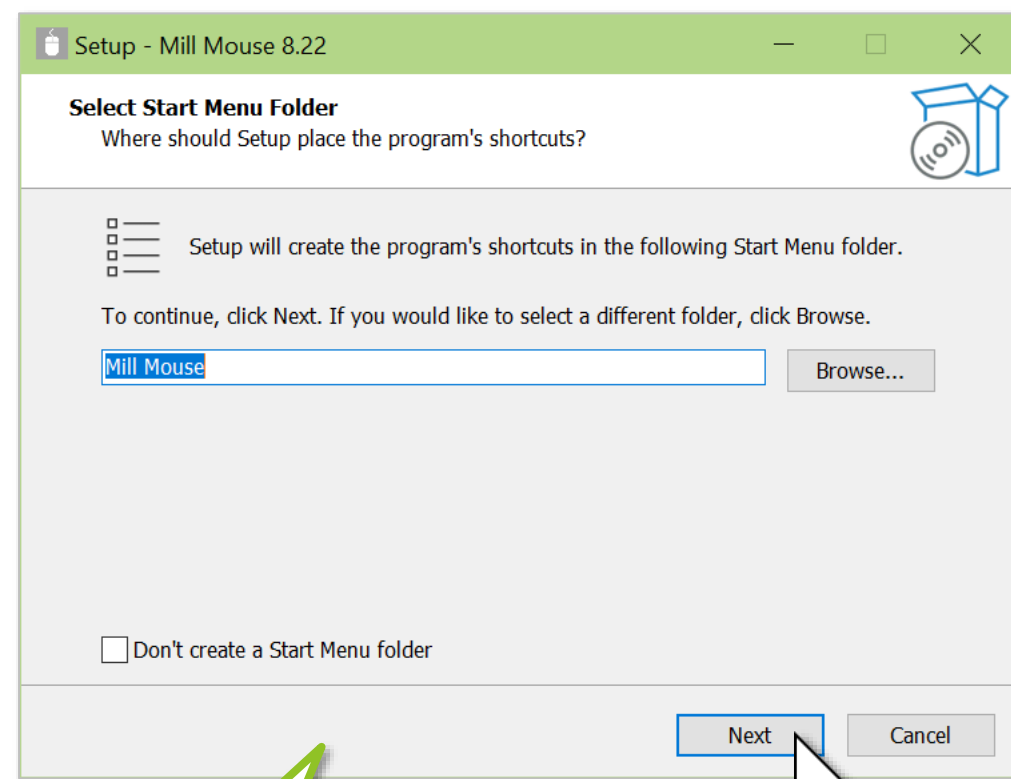 Setup - Mill Mouse 8.22
Select Start Menu Folder
Where should Setup place the program's shortcuts?
Setup will create the program's shortcuts in the following Start Menu folder.
To continue, click Next. If you would like to select a different folder, click Browse.
Mill Mouse
Browse...
Don't create a Start Menu folder
Next
Cancel